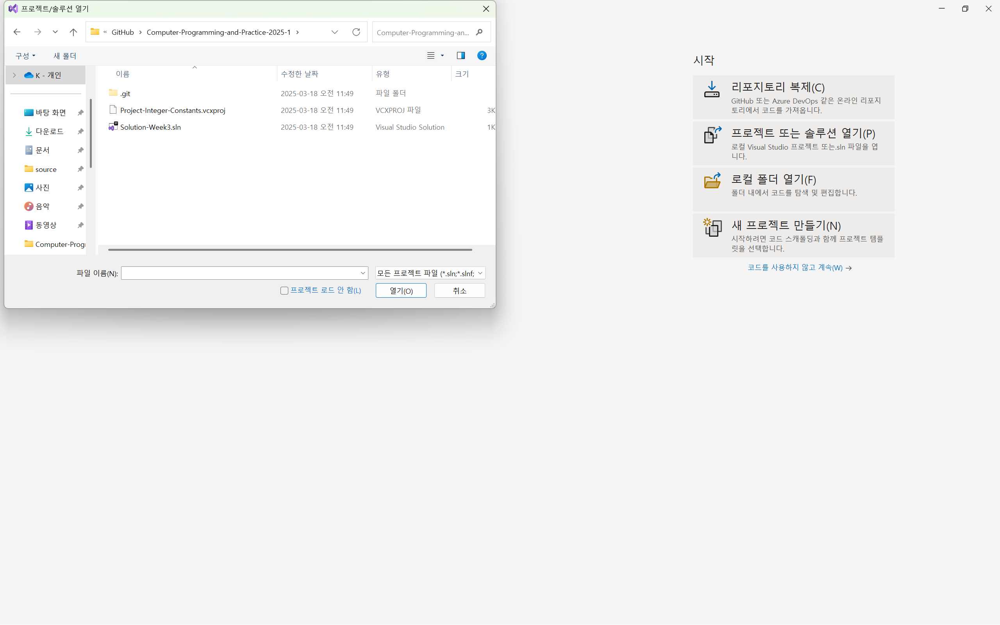 프로젝트/솔루션 열기
« GitHub › Computer-Programming-and-Practice-2025-1 ›
Computer-Programming-an...
구성
새 폴더
K - 개인
바탕 화면
다운로드
문서
source
사진
음악
동영상
Computer-Progr
이름 수정한 날짜 유형 크기
.git 2025-03-18 오전 11:49 파일 폴더
Project-Integer-Constants.vcxproj 2025-03-18 오전 11:49 VCXPROJ 파일 3K
Solution-Week3.sln 2025-03-18 오전 11:49 Visual Studio Solution 1K
파일 이름(N):
모든 프로젝트 파일 (*.sln;*.slnf;
프로젝트 로드 안 함(L)
열기(O)
취소
시작
리포지토리 복제(C)
GitHub 또는 Azure DevOps 같은 온라인 리포지
토리에서 코드를 가져옵니다.
프로젝트 또는 솔루션 열기(P)
로컬 Visual Studio 프로젝트 또는.sln 파일을 엽
니다.
로컬 폴더 열기(F)
폴더 내에서 코드를 탐색 및 편집합니다.
새 프로젝트 만들기(N)
시작하려면 코드 스캐폴딩과 함께 프로젝트 템플
릿을 선택합니다.
코드를 사용하지 않고 계속(W) →